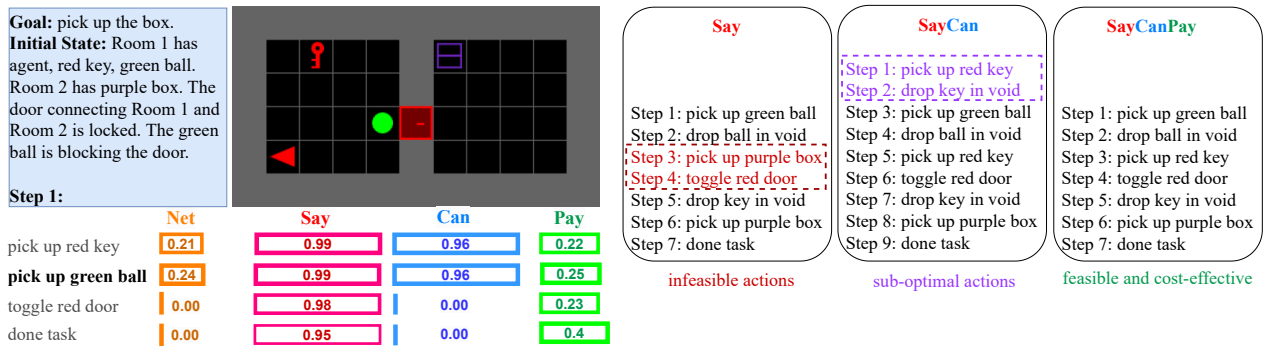 Goal: pick up the box.
Initial State: Room 1 has
agent, red key, green ball.
Room 2 has purple box. The
door connecting Room 1 and
Room 2 is locked. The green
ball is blocking the door.
Step 1:
Net Say Can Pay
pick up red key 0.21 0.99 0.96 0.22
pick up green ball 0.24 0.99 0.96 0.25
toggle red door 0.00 0.98 0.00 0.23
done task 0.00 0.95 0.00 0.4
Say
Step 1: pick up green ball
Step 2: drop ball in void
Step 3: pick up purple box
Step 4: toggle red door
Step 5: drop key in void
Step 6: pick up purple box
Step 7: done task
infeasible actions
SayCan
Step 1: pick up red key
Step 2: drop key in void
Step 3: pick up green ball
Step 4: drop ball in void
Step 5: pick up red key
Step 6: toggle red door
Step 7: drop key in void
Step 8: pick up purple box
Step 9: done task
sub-optimal actions
SayCanPay
Step 1: pick up green ball
Step 2: drop ball in void
Step 3: pick up red key
Step 4: toggle red door
Step 5: drop key in void
Step 6: pick up purple box
Step 7: done task
feasible and cost-effective